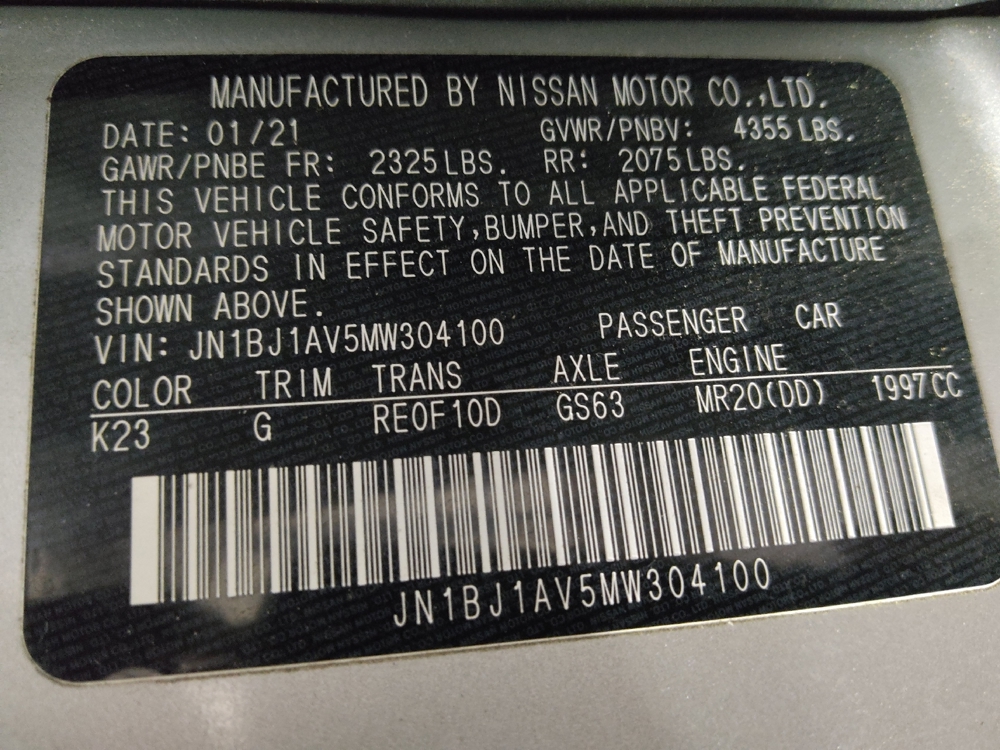 MANUFACTURED BY NISSAN MOTOR CO.,LTD.
DATE: 01/21 GVWR/PNBV: 4355 LBS.
GAWR/PNBE FR: 2325 LBS. RR: 2075 LBS.
THIS VEHICLE CONFORMS TO ALL APPLICABLE FEDERAL
MOTOR VEHICLE SAFETY,BUMPER,AND THEFT PREVENTION
STANDARDS IN EFFECT ON THE DATE OF MANUFACTURE
SHOWN ABOVE.
VIN: JN1BJ1AV5MW304100 PASSENGER CAR
COLOR TRIM TRANS AXLE ENGINE
K23 G RE0F10D GS63 MR20(DD) 1997CC
JN1BJ1AV5MW304100